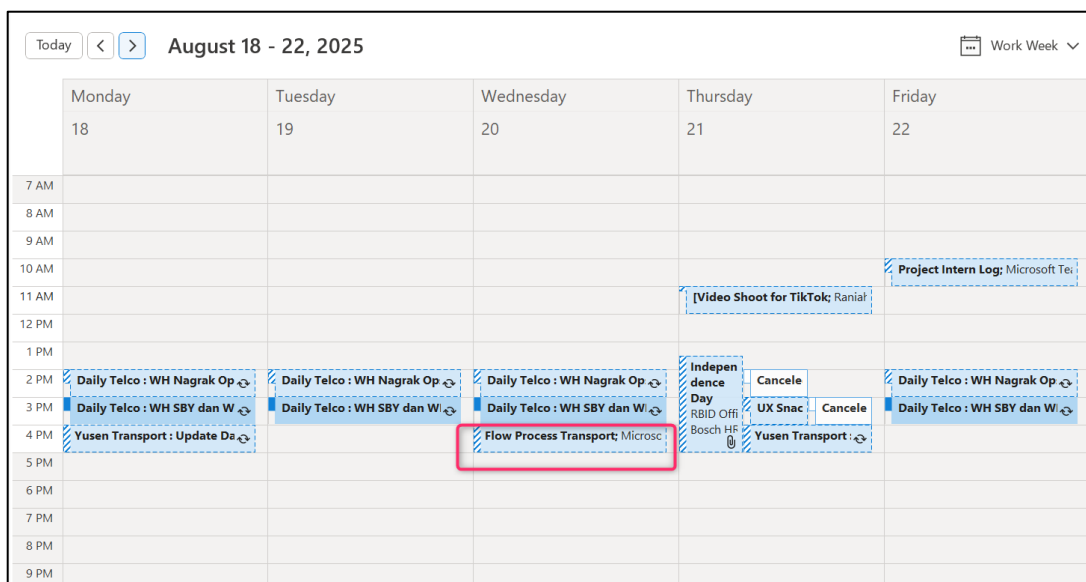 Today
August 18 - 22, 2025
Work Week
Monday
Tuesday
Wednesday
Thursday
Friday
18
19
20
21
22
7 AM
8 AM
9 AM
10 AM
Project Intern Log; Microsoft Tea
11 AM
[Video Shoot for TikTok; Raniah
12 PM
1 PM
Indepen
dence
Day
RBID Offi
Bosch HR
2 PM
Daily Telco : WH Nagrak Op
Daily Telco : WH Nagrak Op
Daily Telco : WH Nagrak Op
Cancele
Daily Telco : WH Nagrak Op
3 PM
Daily Telco : WH SBY dan W
Daily Telco : WH SBY dan W
Daily Telco : WH SBY dan W
UX Snac
Cancele
Daily Telco : WH SBY dan W
4 PM
Yusen Transport : Update Da
Flow Process Transport; Microsc
Yusen Transport :
5 PM
6 PM
7 PM
8 PM
9 PM